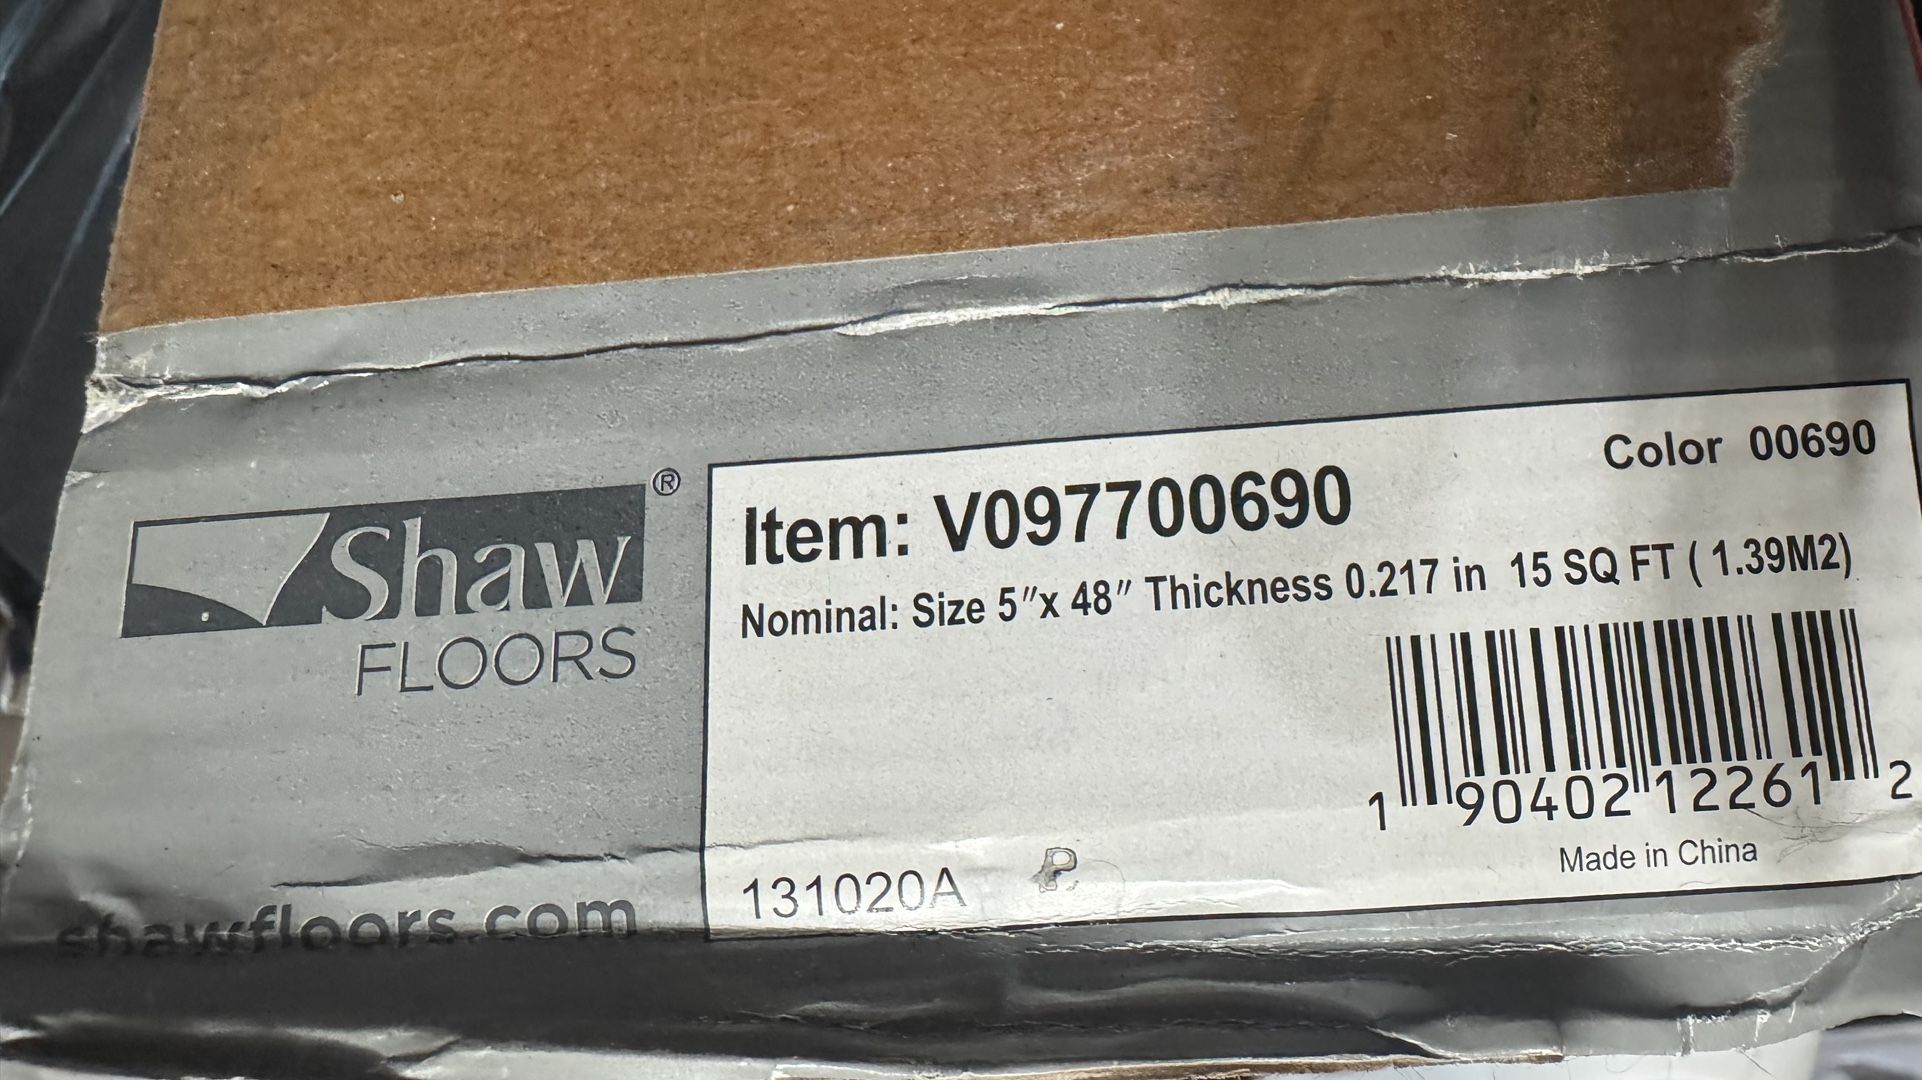 Shaw®
FLOORS
shawfloors.com
Color 00690
Item: V097700690
Nominal: Size 5"x 48" Thickness 0.217 in 15 SQ FT ( 1.39M2)
1 90402 12261 2
Made in China
131020A P